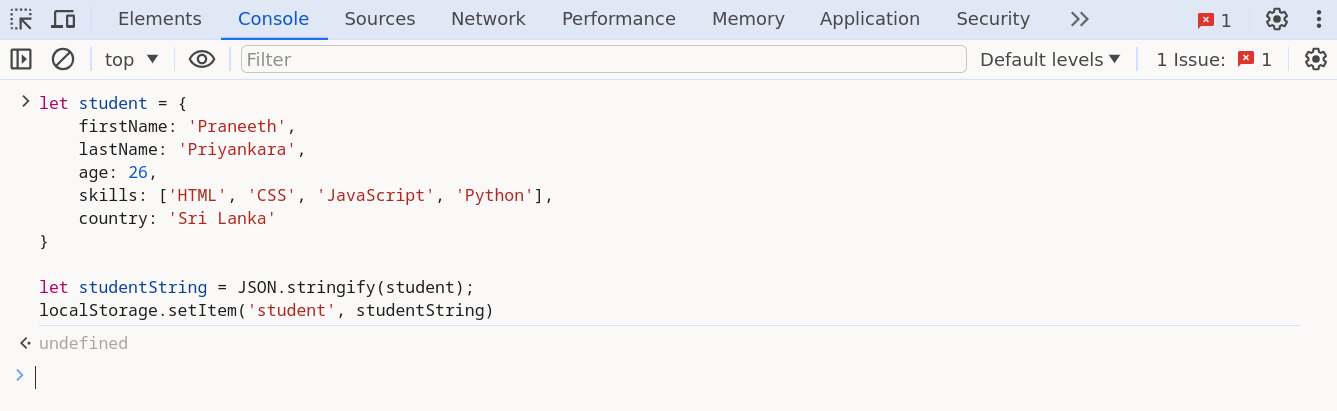 Elements Console Sources Network Performance Memory Application Security 1
top Filter Default levels 1 Issue: 1
let student = {
    firstName: 'Praneeth',
    lastName: 'Priyankara',
    age: 26,
    skills: ['HTML', 'CSS', 'JavaScript', 'Python'],
    country: 'Sri Lanka'
}
let studentString = JSON.stringify(student);
localStorage.setItem('student', studentString)
undefined